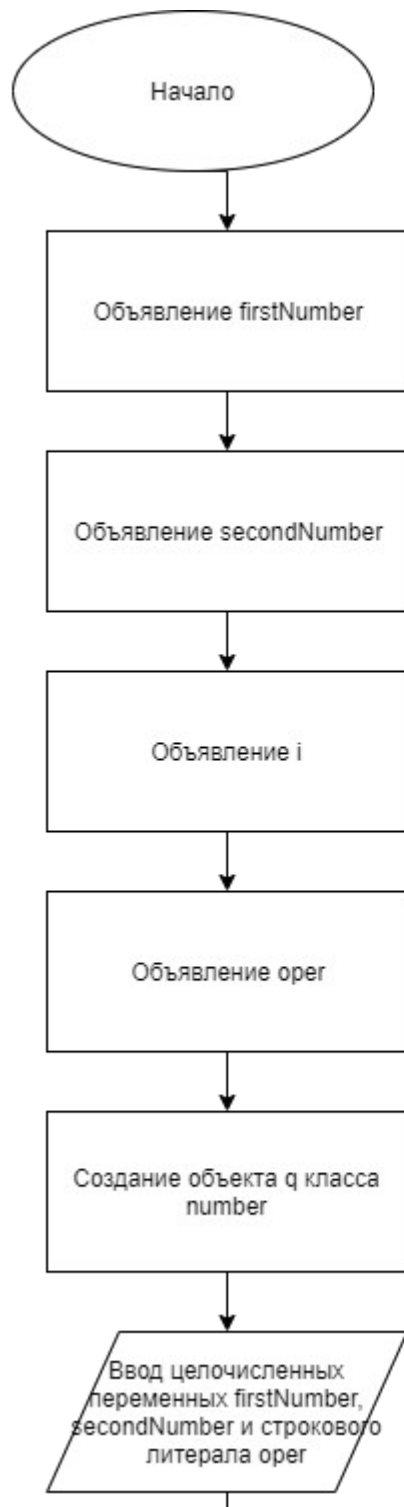 Начало
Объявление firstNumber
Объявление secondNumber
Объявление i
Объявление oper
Создание объекта q класса
number
Ввод целочисленных
переменных firstNumber,
secondNumber и строкового
литерала oper